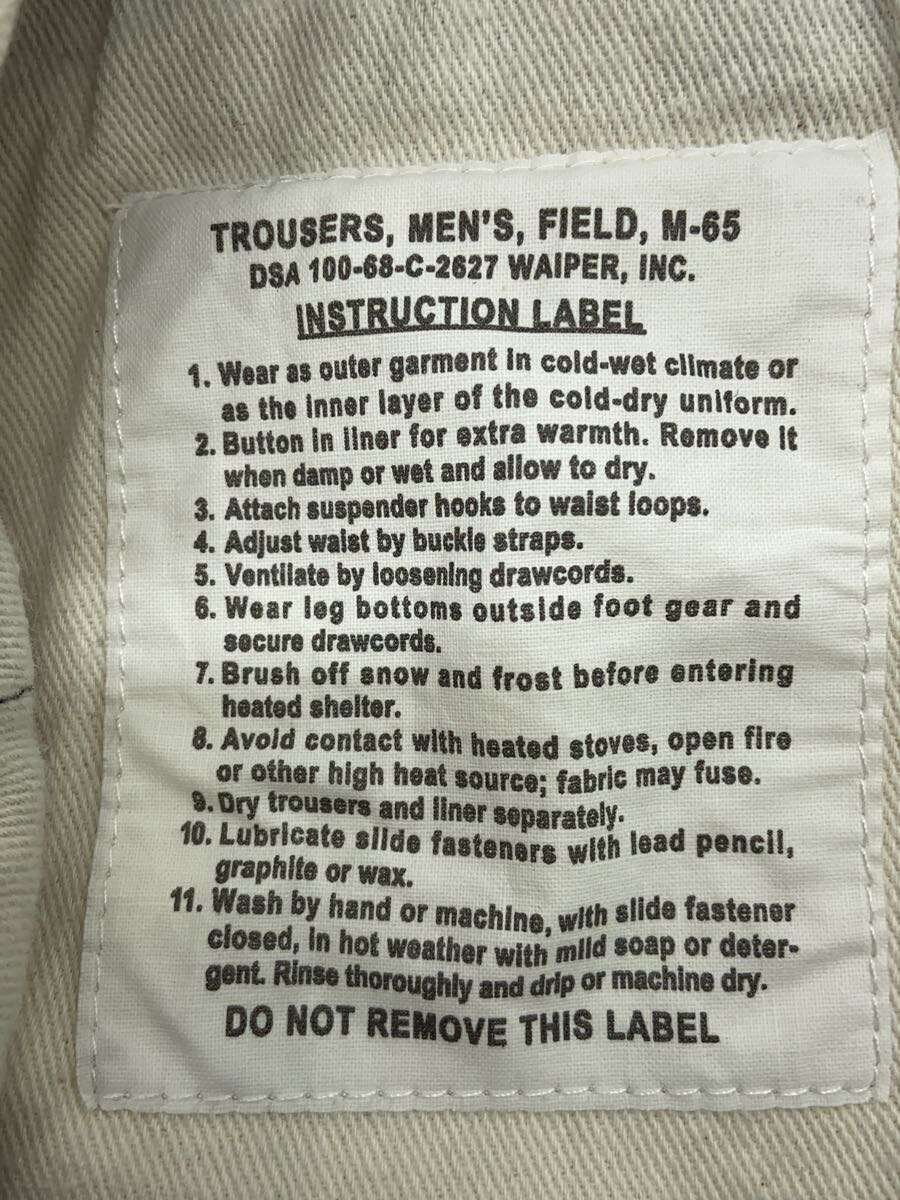 TROUSERS, MEN'S, FIELD, M-65
DSA 100-68-C-2627 WAIPER, INC.
INSTRUCTION LABEL
1. Wear as outer garment in cold-wet climate or
as the inner layer of the cold-dry uniform.
2. Button in liner for extra warmth. Remove it
when damp or wet and allow to dry.
3. Attach suspender hooks to waist loops.
4. Adjust waist by buckle straps.
5. Ventilate by loosening drawcords.
6. Wear leg bottoms outside foot gear and
secure drawcords.
7. Brush off snow and frost before entering
heated shelter.
8. Avoid contact with heated stoves, open fire
or other high heat source; fabric may fuse.
9. Dry trousers and liner separately.
10. Lubricate slide fasteners with lead pencil,
graphite or wax.
11. Wash by hand or machine, with slide fastener
closed, in hot weather with mild soap or deter-
gent. Rinse thoroughly and drip or machine dry.
DO NOT REMOVE THIS LABEL